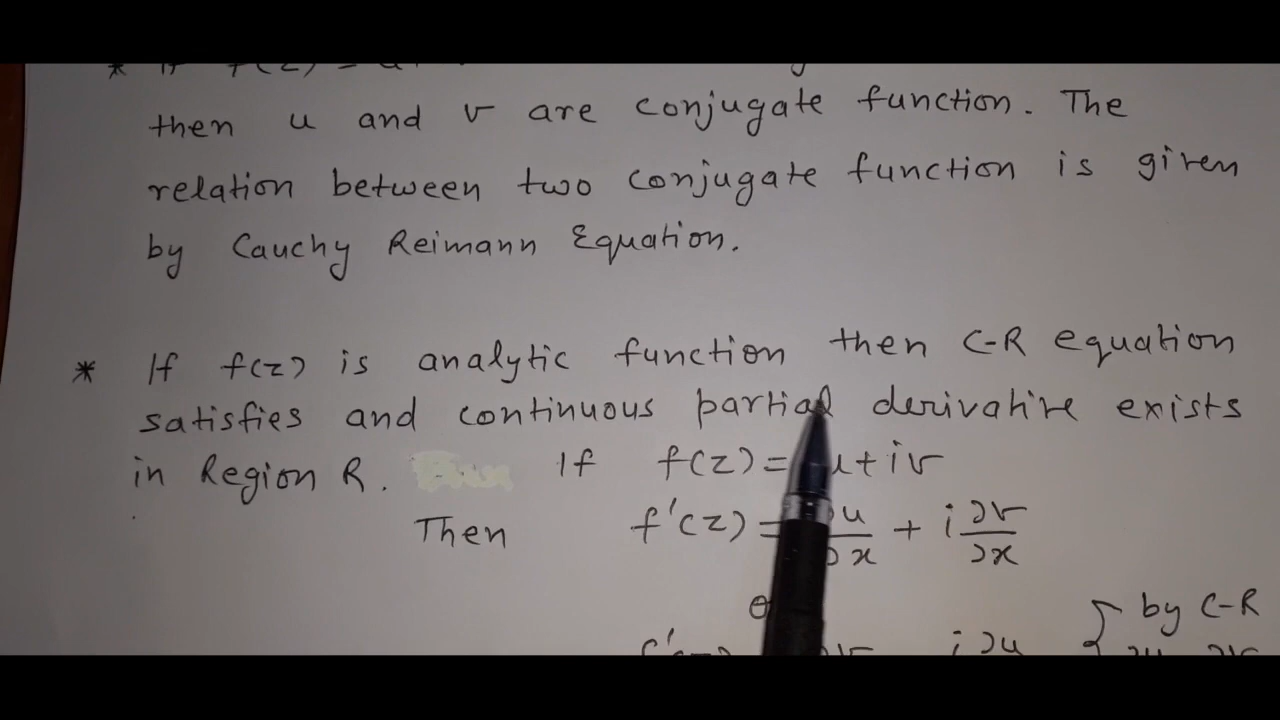 then u and v are conjugate function. The
relation between two conjugate function is given
by Cauchy Reimann Equation.
* If f(z) is analytic function then C-R equation
satisfies and continuous partial derivative exists
in Region R. If f(z) = u+iv
Then f'(z) = ∂u/∂x + i ∂v/∂x
by C-R